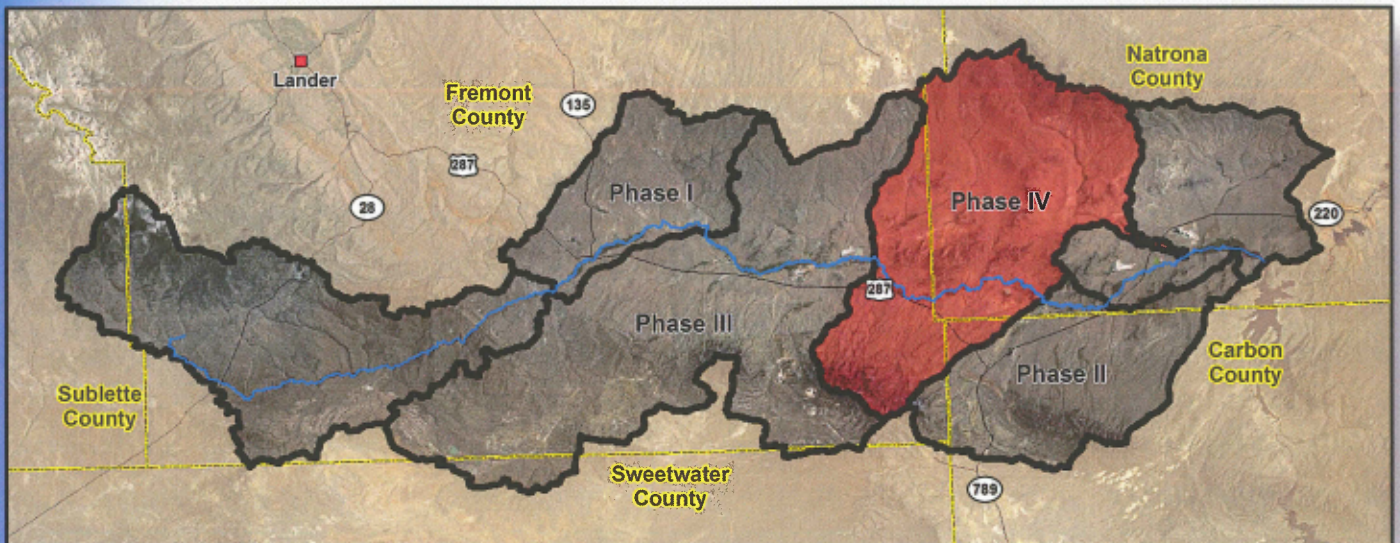 Natrona
County
Lander
Fremont
County
135
287
Phase I
Phase IV
28
220
287
Phase III
Carbon
County
Phase II
Sublette
County
Sweetwater
County
789